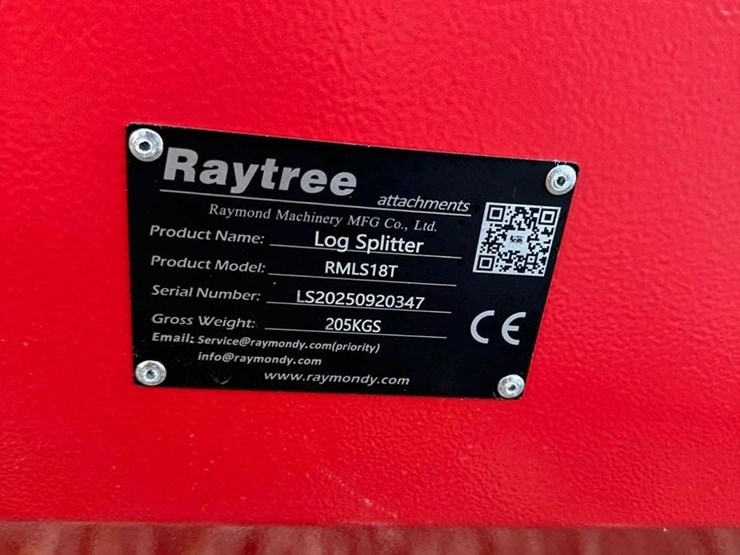 Raytree attachments
Raymond Machinery MFG Co., Ltd.
Product Name: Log Splitter
Product Model: RMLS18T
Serial Number: LS20250920347
Gross Weight: 205KGS
Email: Service@raymondy.com(priority)
info@raymondy.com
www.raymondy.com
CE